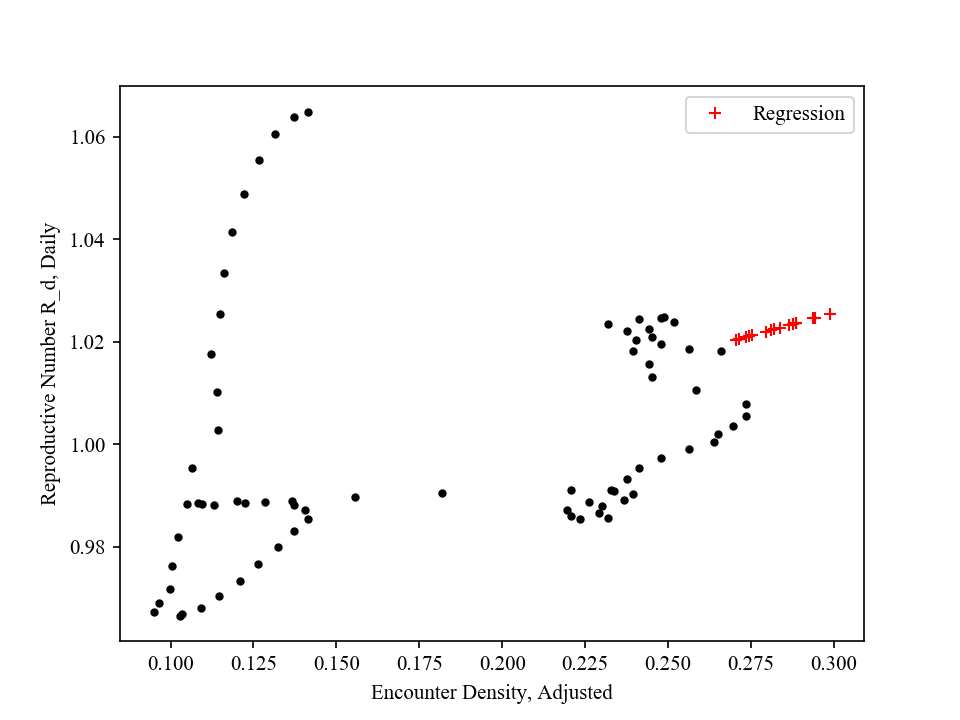 Regression
1.06
1.04
1.02
1.00
0.98
Reproductive Number R_d, Daily
0.100 0.125 0.150 0.175 0.200 0.225 0.250 0.275 0.300
Encounter Density, Adjusted